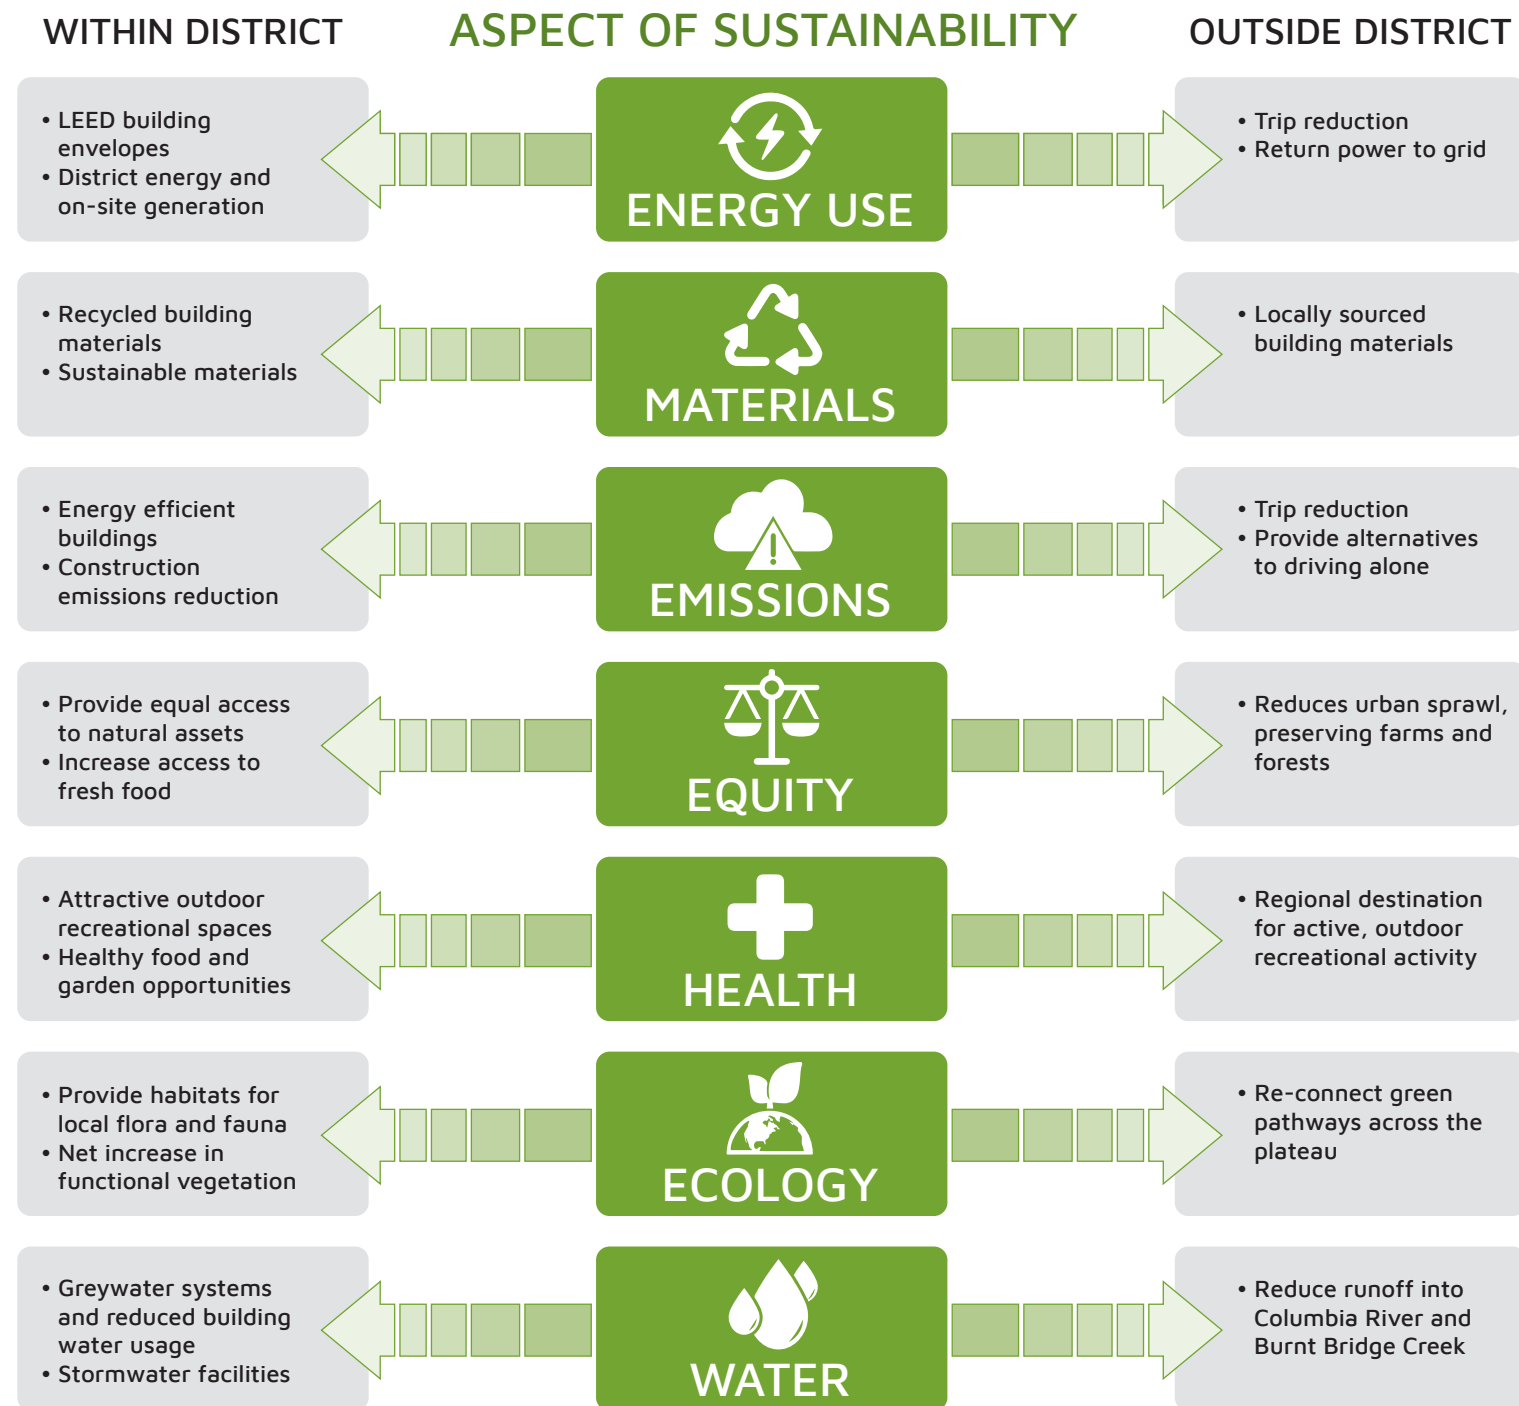 WITHIN DISTRICT
ASPECT OF SUSTAINABILITY
OUTSIDE DISTRICT
• LEED building
envelopes
• District energy and
on-site generation
ENERGY USE
• Trip reduction
• Return power to grid
• Recycled building
materials
• Sustainable materials
MATERIALS
• Locally sourced
building materials
• Energy efficient
buildings
• Construction
emissions reduction
EMISSIONS
• Trip reduction
• Provide alternatives
to driving alone
• Provide equal access
to natural assets
• Increase access to
fresh food
EQUITY
• Reduces urban sprawl,
preserving farms and
forests
• Attractive outdoor
recreational spaces
• Healthy food and
garden opportunities
HEALTH
• Regional destination
for active, outdoor
recreational activity
• Provide habitats for
local flora and fauna
• Net increase in
functional vegetation
ECOLOGY
• Re-connect green
pathways across the
plateau
• Greywater systems
and reduced building
water usage
• Stormwater facilities
WATER
• Reduce runoff into
Columbia River and
Burnt Bridge Creek